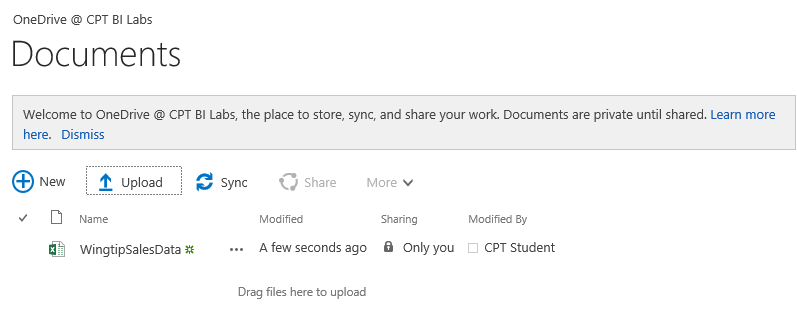 OneDrive @ CPT BI Labs
Documents
Welcome to OneDrive @ CPT BI Labs, the place to store, sync, and share your work. Documents are private until shared. Learn more
here. Dismiss
New Upload Sync Share More
Name Modified Sharing Modified By
WingtipSalesData ... A few seconds ago Only you CPT Student
Drag files here to upload